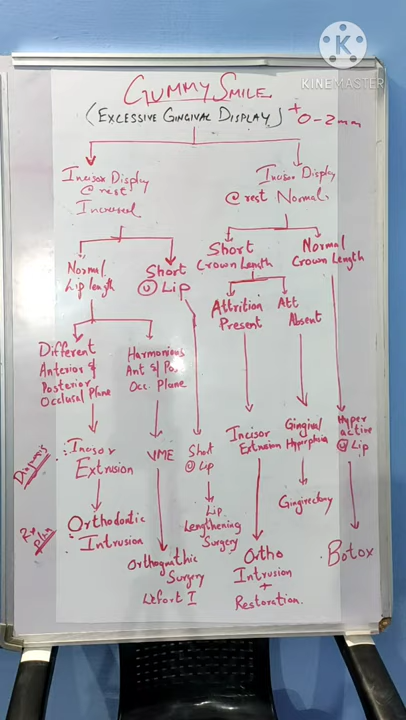 KINEMASTER
GUMMY SMILE
(EXCESSIVE GINGIVAL DISPLAY) + 0-2mm
Incisor Display
@ rest
Increased
Incisor Display
@ rest Normal
Normal
Lip length
Short
U Lip
Short
Crown Length
Normal
Crown Length
Attrition
Present
Att
Absent
Different
Anterior &
Posterior
Occlusal Plane
Harmonious
Ant & Pos
Occ. Plane
Diagnosis
Incisor
Extrusion
VME
Short
U Lip
Incisor
Extrusion
Gingival
Hyperplasia
Hyper
active
U Lip
Rx plan
Orthodontic
Intrusion
Orthognathic
Surgery
Lefort I
Lip
Lengthening
Surgery
Ortho
Intrusion
+
Restoration.
Gingivectomy
Botox